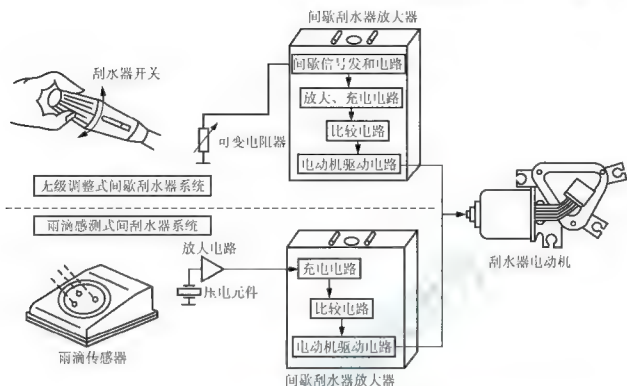 间歇刮水器放大器
刮水器开关
间歇信号发和电路
放大、充电电路
比较电路
可变电阻器
电动机驱动电路
无级调整式间歇刮水器系统
雨滴感测式间刮水器系统
放大电路
充电电路
压电元件
比较电路
刮水器电动机
电动机驱动电路
雨滴传感器
间歇刮水器放大器